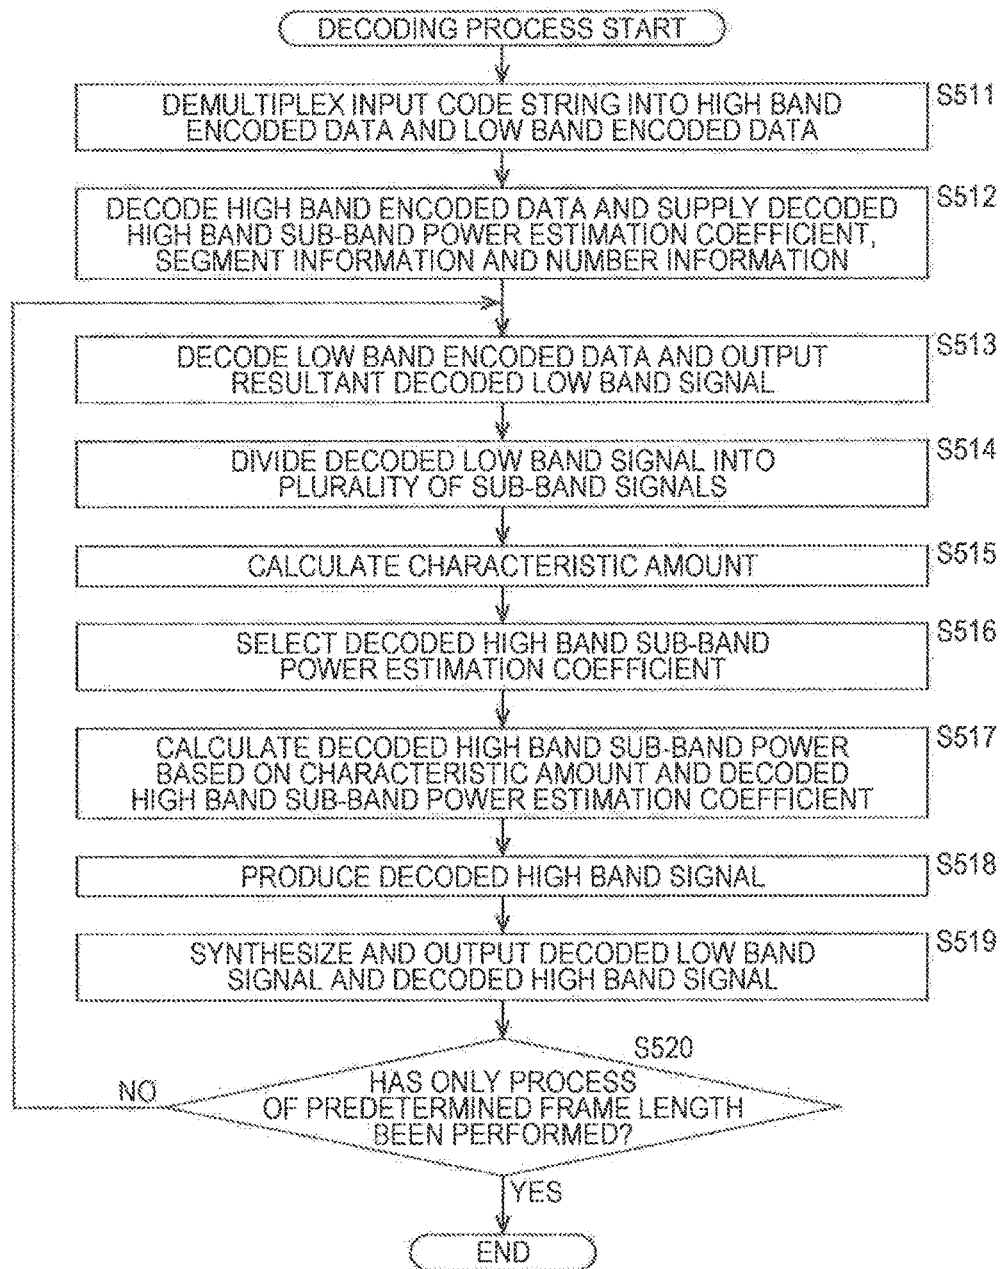 DECODING PROCESS START
S511
DEMULTIPLEX INPUT CODE STRING INTO HIGH BAND
ENCODED DATA AND LOW BAND ENCODED DATA
S512
DECODE HIGH BAND ENCODED DATA AND SUPPLY DECODED
HIGH BAND SUB-BAND POWER ESTIMATION COEFFICIENT,
SEGMENT INFORMATION AND NUMBER INFORMATION
S513
DECODE LOW BAND ENCODED DATA AND OUTPUT
RESULTANT DECODED LOW BAND SIGNAL
S514
DIVIDE DECODED LOW BAND SIGNAL INTO
PLURALITY OF SUB-BAND SIGNALS
S515
CALCULATE CHARACTERISTIC AMOUNT
S516
SELECT DECODED HIGH BAND SUB-BAND
POWER ESTIMATION COEFFICIENT
S517
CALCULATE DECODED HIGH BAND SUB-BAND POWER
BASED ON CHARACTERISTIC AMOUNT AND DECODED
HIGH BAND SUB-BAND POWER ESTIMATION COEFFICIENT
S518
PRODUCE DECODED HIGH BAND SIGNAL
S519
SYNTHESIZE AND OUTPUT DECODED LOW BAND
SIGNAL AND DECODED HIGH BAND SIGNAL
S520
NO
HAS ONLY PROCESS
OF PREDETERMINED FRAME LENGTH
BEEN PERFORMED?
YES
END